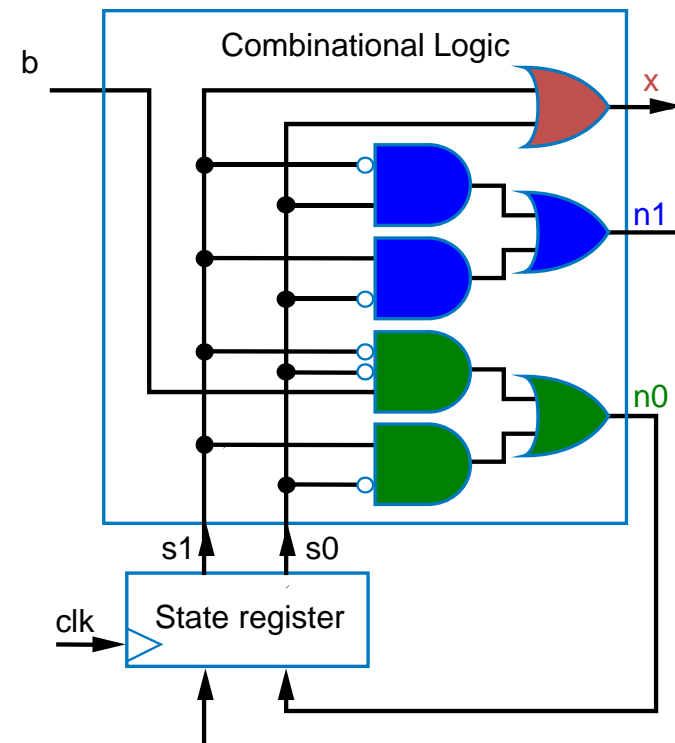 Combinational Logic
b
x
n1
n0
s1
s0
State register
clk